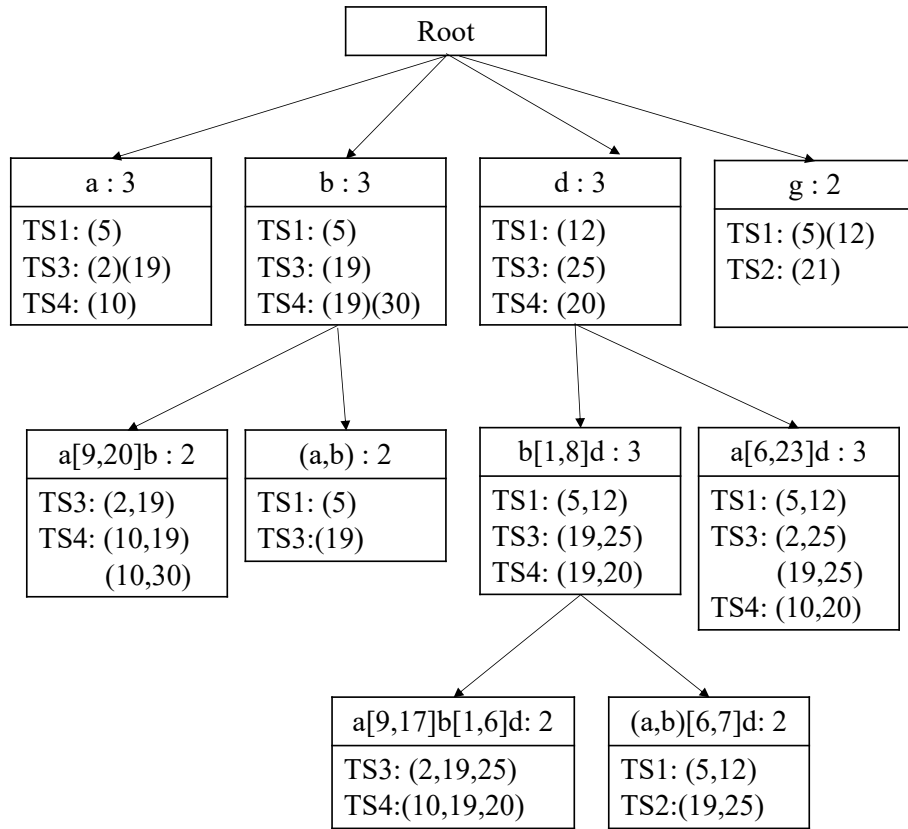 Root
a : 3
TS1: (5)
TS3: (2)(19)
TS4: (10)
b : 3
TS1: (5)
TS3: (19)
TS4: (19)(30)
d : 3
TS1: (12)
TS3: (25)
TS4: (20)
g : 2
TS1: (5)(12)
TS2: (21)
a[9,20]b : 2
TS3: (2,19)
TS4: (10,19)
(10,30)
(a,b) : 2
TS1: (5)
TS3:(19)
b[1,8]d : 3
TS1: (5,12)
TS3: (19,25)
TS4: (19,20)
a[6,23]d : 3
TS1: (5,12)
TS3: (2,25)
(19,25)
TS4: (10,20)
a[9,17]b[1,6]d: 2
TS3: (2,19,25)
TS4:(10,19,20)
(a,b)[6,7]d: 2
TS1: (5,12)
TS2:(19,25)